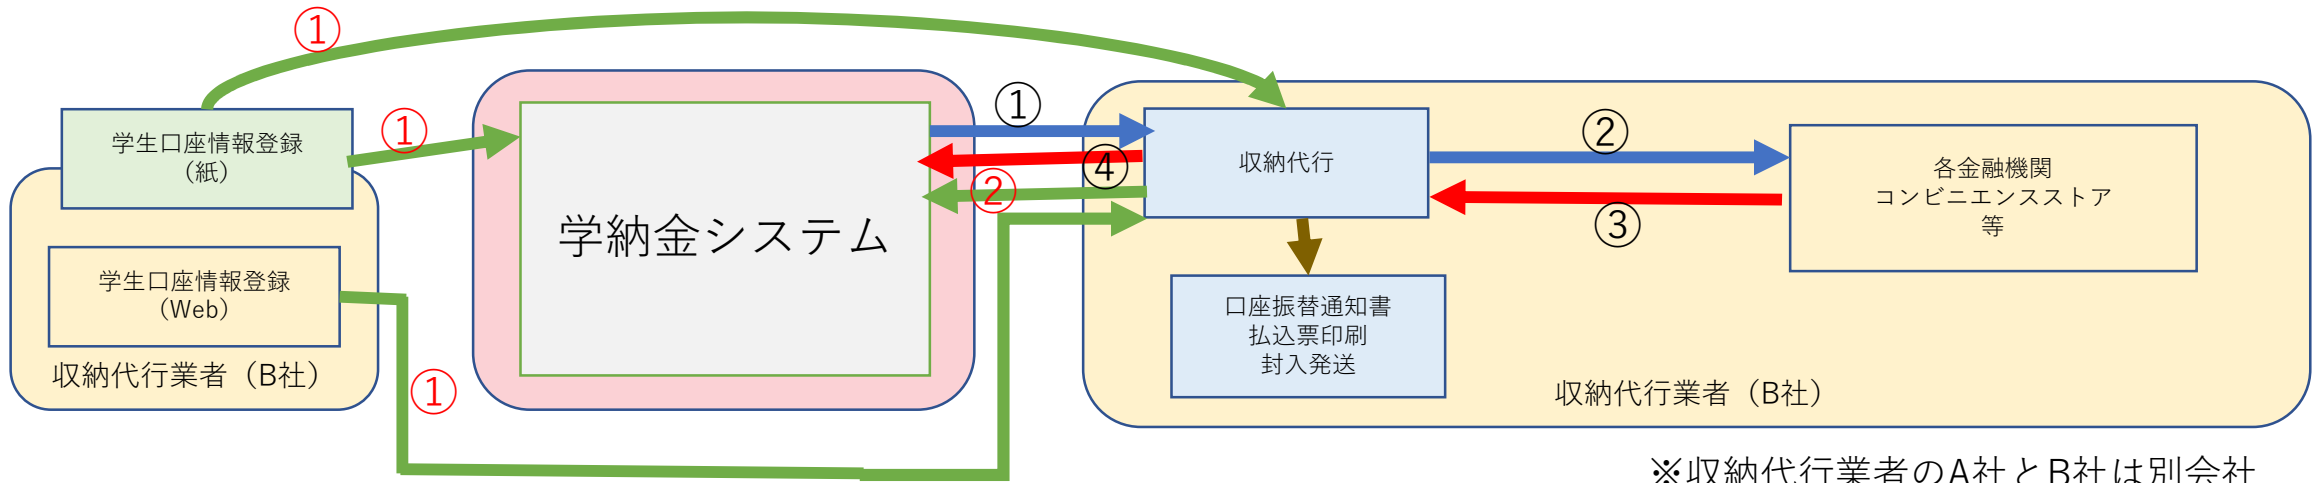 ①
学生口座情報登録
（紙）
①
学生口座情報登録
（Web）
収納代行業者（B社）
①
学納金システム
①
④
②
収納代行
②
③
各金融機関
コンビニエンスストア
等
口座振替通知書
払込票印刷
封入発送
収納代行業者（B社）
※収納代行業者のA社とB社は別会社